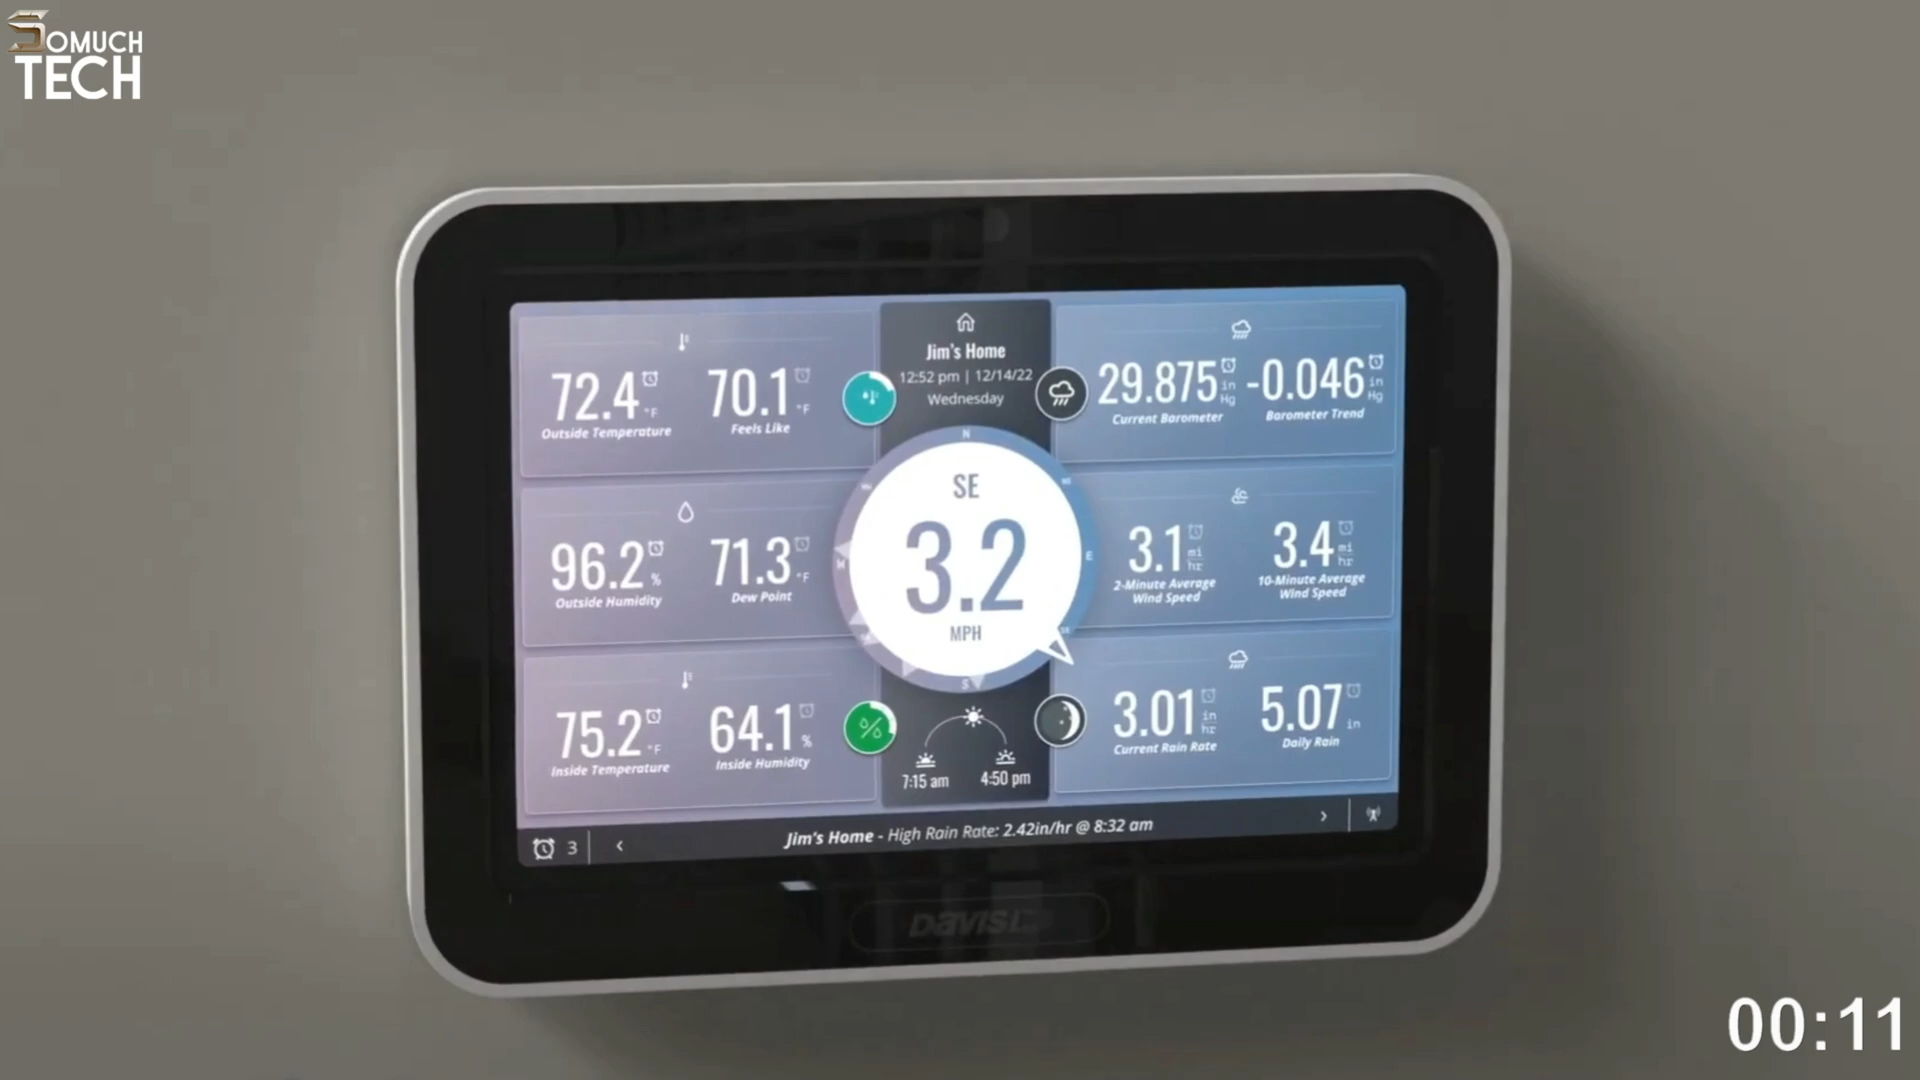 SOMUCH
TECH
72.4 °F
Outside Temperature
70.1 °F
Feels Like
Jim's Home
12:52 pm | 12/14/22
Wednesday
29.875 in Hg
Current Barometer
-0.046 in Hg
Barometer Trend
96.2 %
Outside Humidity
71.3 °F
Dew Point
N
E
S
W
SE
3.2
MPH
3.1 mi hr
2-Minute Average
Wind Speed
3.4 mi hr
10-Minute Average
Wind Speed
75.2 °F
Inside Temperature
64.1 %
Inside Humidity
7:15 am
4:50 pm
3.01 in hr
Current Rain Rate
5.07 in
Daily Rain
3
‹
Jim's Home - High Rain Rate: 2.42in/hr @ 8:32 am
›
DAVIS
00:11